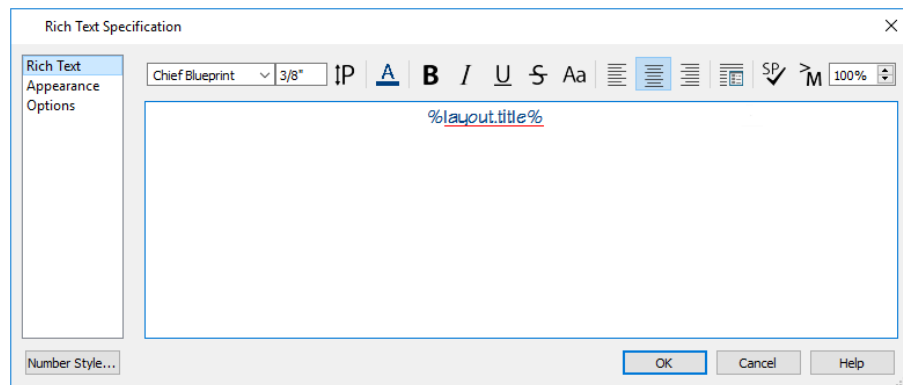 Rich Text Specification
Rich Text
Appearance
Options
Chief Blueprint 3/8" P A B I U S Aa SP M 100%
%layout.title%
Number Style... OK Cancel Help